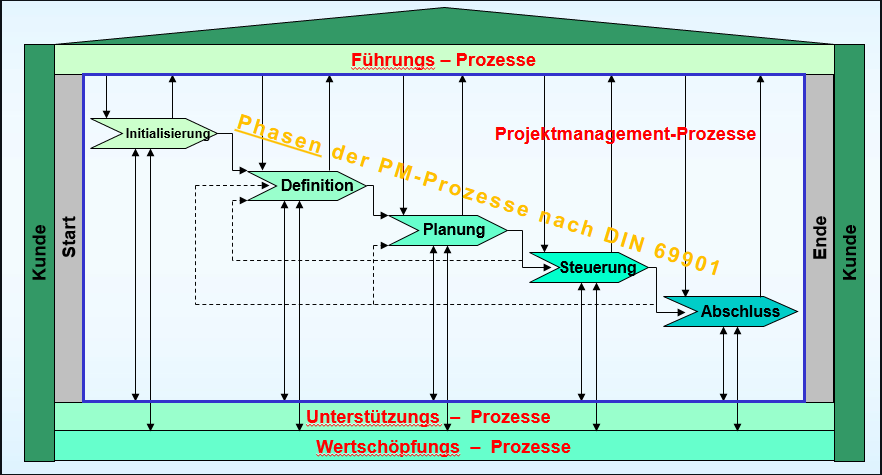 Führungs – Prozesse
Kunde
Start
Initialisierung
Phasen der PM-Prozesse nach DIN 69901
Projektmanagement-Prozesse
Definition
Planung
Steuerung
Abschluss
Ende
Kunde
Unterstützungs – Prozesse
Wertschöpfungs – Prozesse